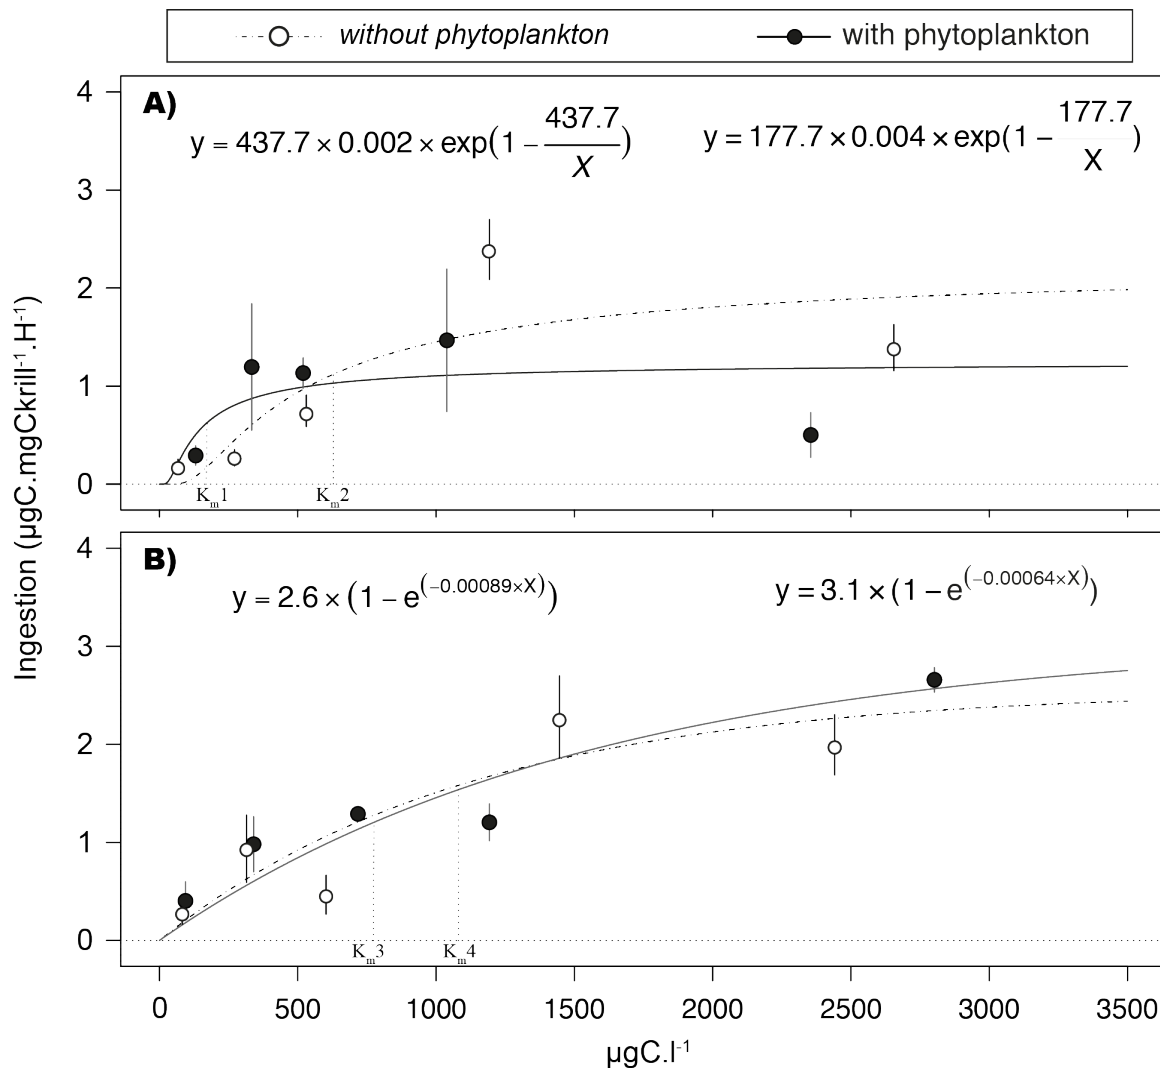 without phytoplankton
with phytoplankton
A)
y = 437.7 × 0.002 × exp(1 − 437.7/X)
y = 177.7 × 0.004 × exp(1 − 177.7/X)
4
3
2
1
0
Km1
Km2
B)
y = 2.6 × (1 − e^(−0.00089×X))
y = 3.1 × (1 − e^(−0.00064×X))
4
3
2
1
0
Km3
Km4
0 500 1000 1500 2000 2500 3000 3500
µgC.l⁻¹
Ingestion (µgC.mgCkrill⁻¹.H⁻¹)